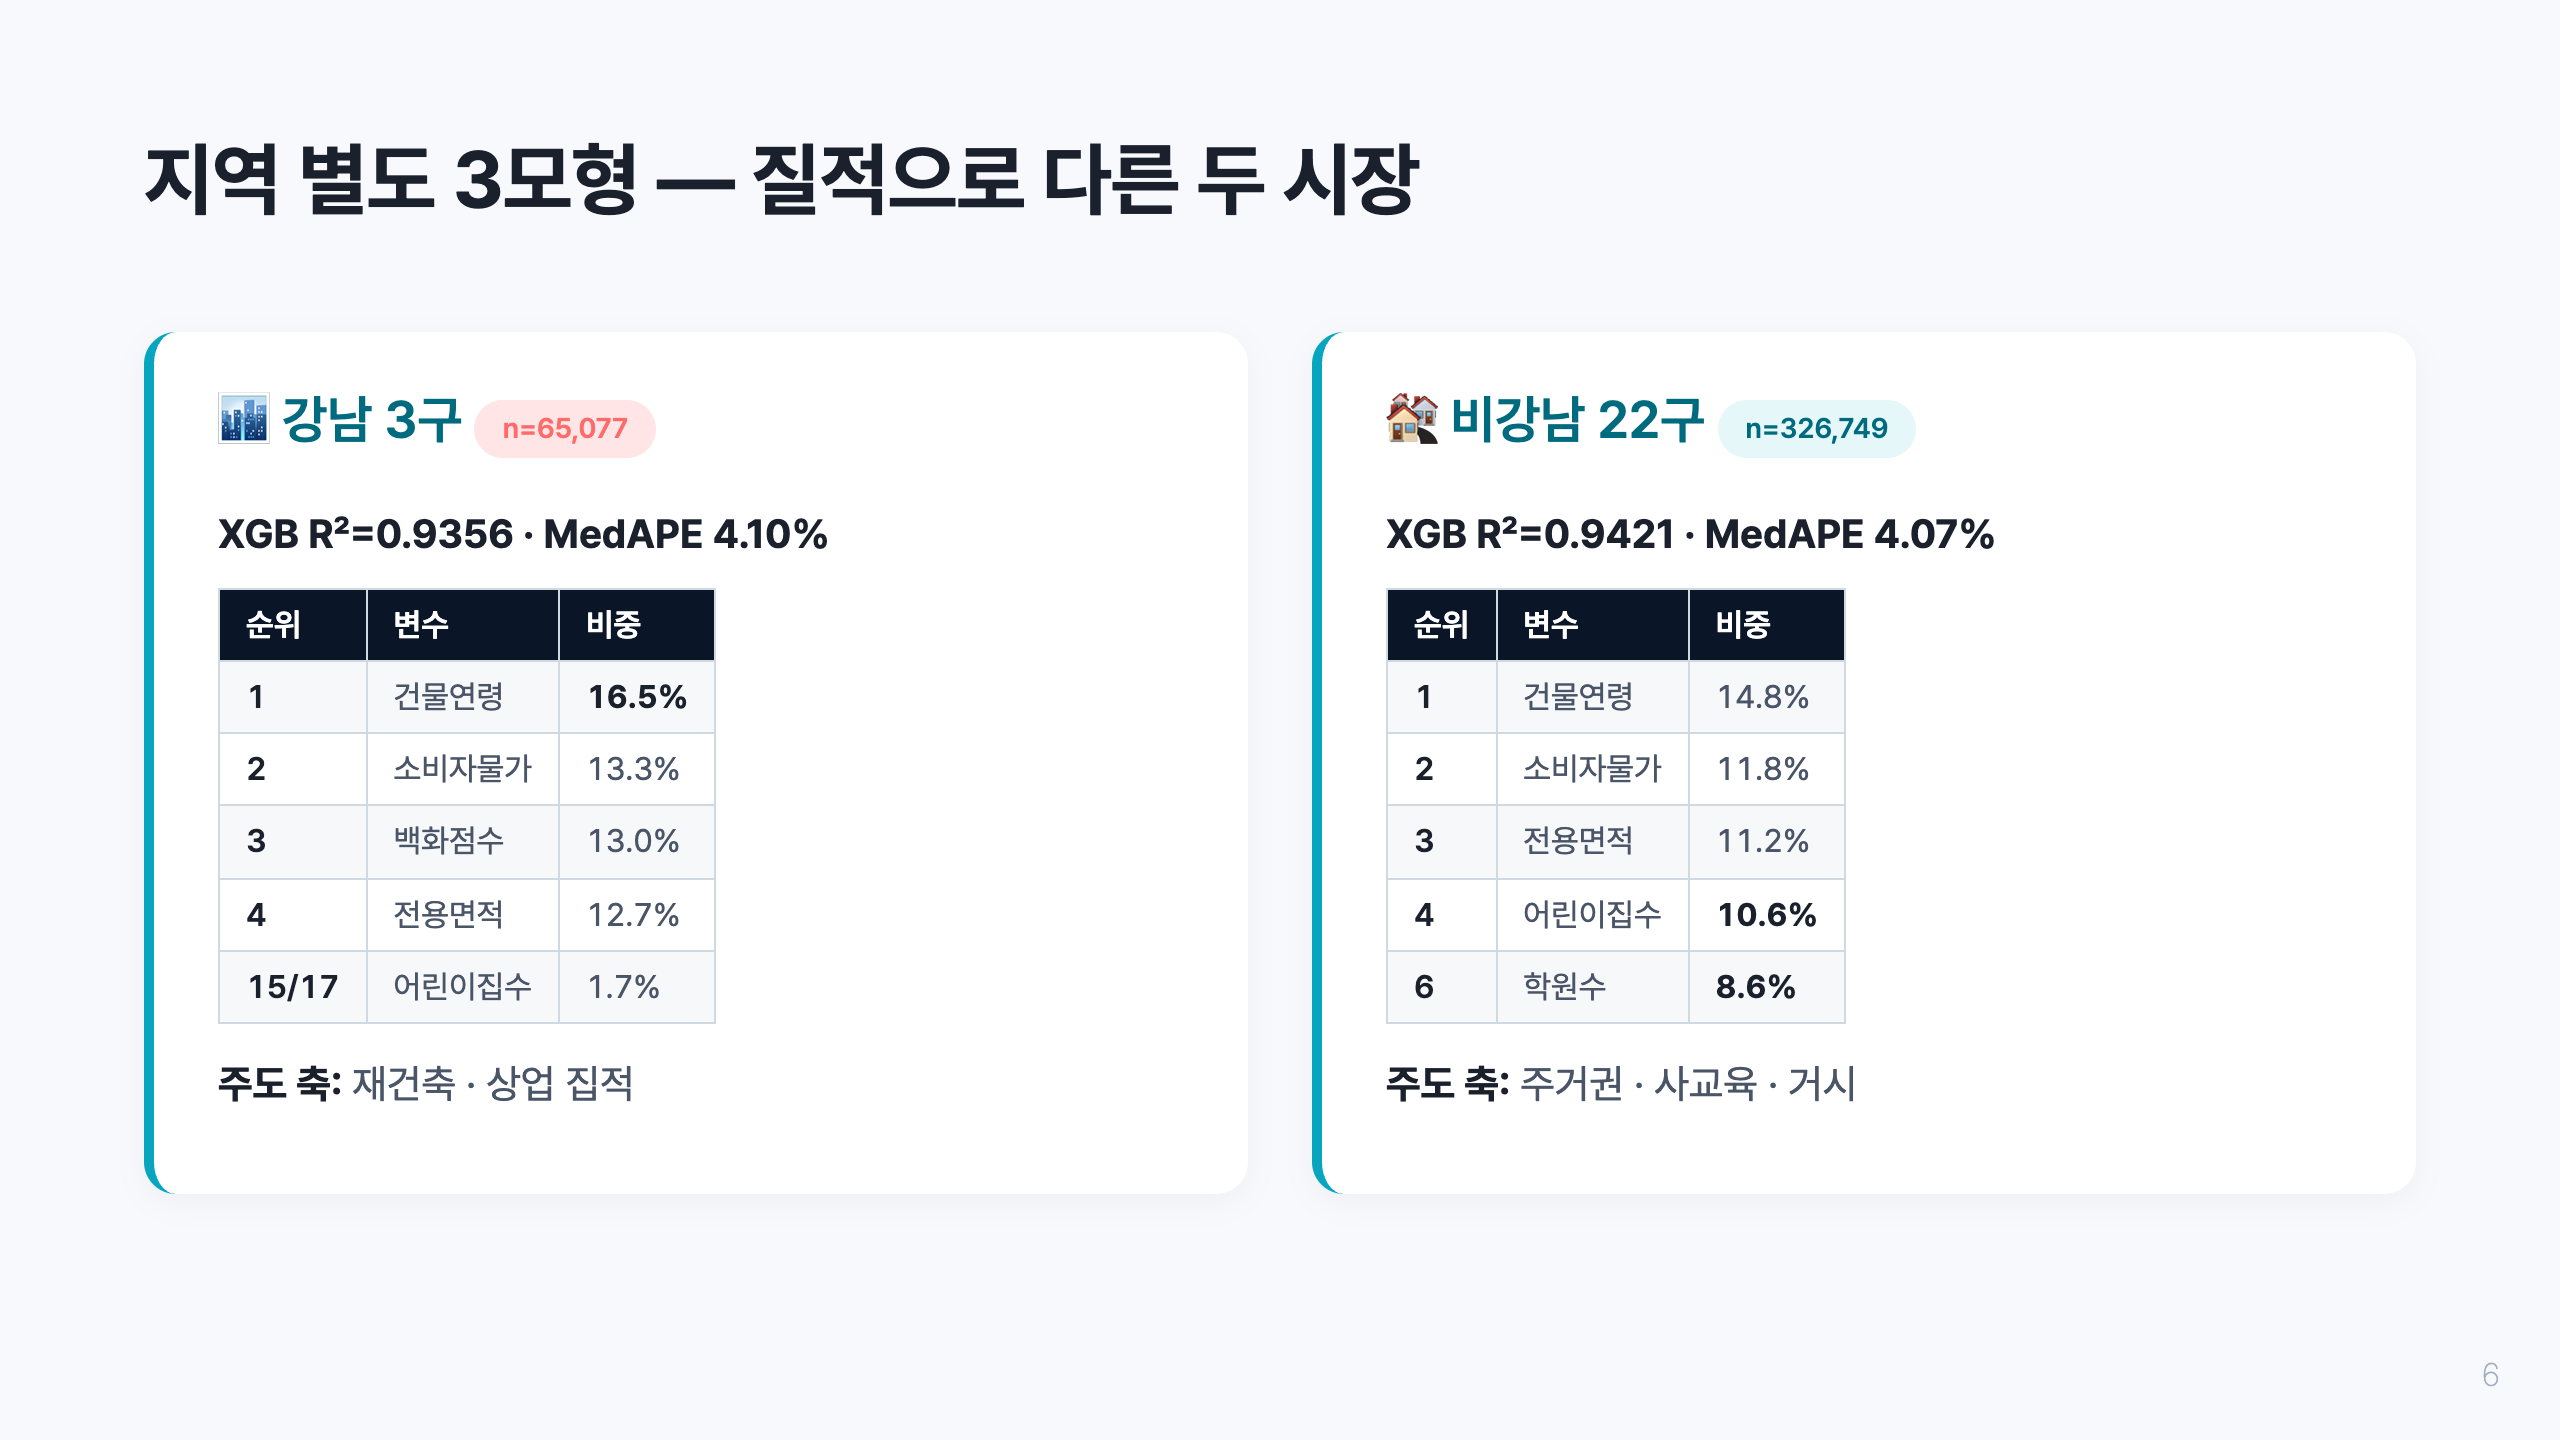 지역 별도 3모형 — 질적으로 다른 두 시장
강남 3구 n=65,077
XGB R²=0.9356 · MedAPE 4.10%
순위 변수 비중
1 건물연령 16.5%
2 소비자물가 13.3%
3 백화점수 13.0%
4 전용면적 12.7%
15/17 어린이집수 1.7%
주도 축: 재건축 · 상업 집적
비강남 22구 n=326,749
XGB R²=0.9421 · MedAPE 4.07%
순위 변수 비중
1 건물연령 14.8%
2 소비자물가 11.8%
3 전용면적 11.2%
4 어린이집수 10.6%
6 학원수 8.6%
주도 축: 주거권 · 사교육 · 거시
6